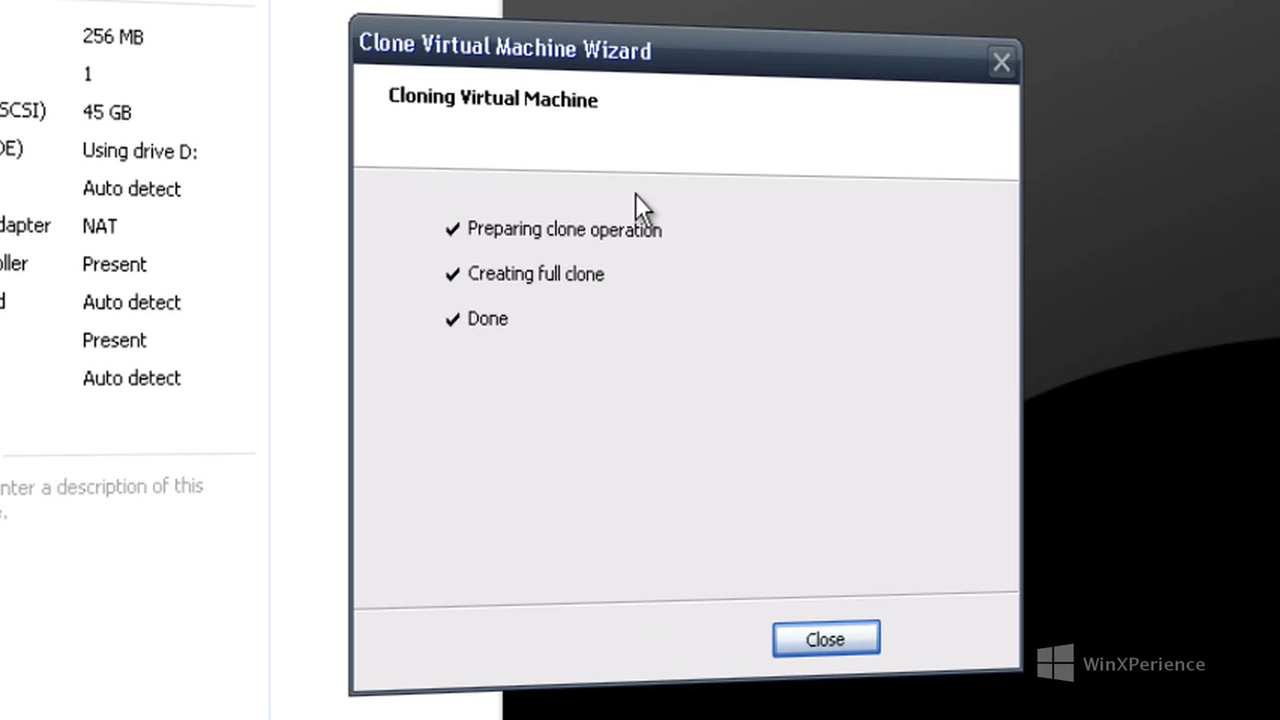 256 MB
1
SCSI) 45 GB
DE) Using drive D:
Auto detect
dapter NAT
oller Present
d Auto detect
Present
Auto detect
nter a description of this
e.
Clone Virtual Machine Wizard
Cloning Virtual Machine
✓ Preparing clone operation
✓ Creating full clone
✓ Done
Close
WinXPerience